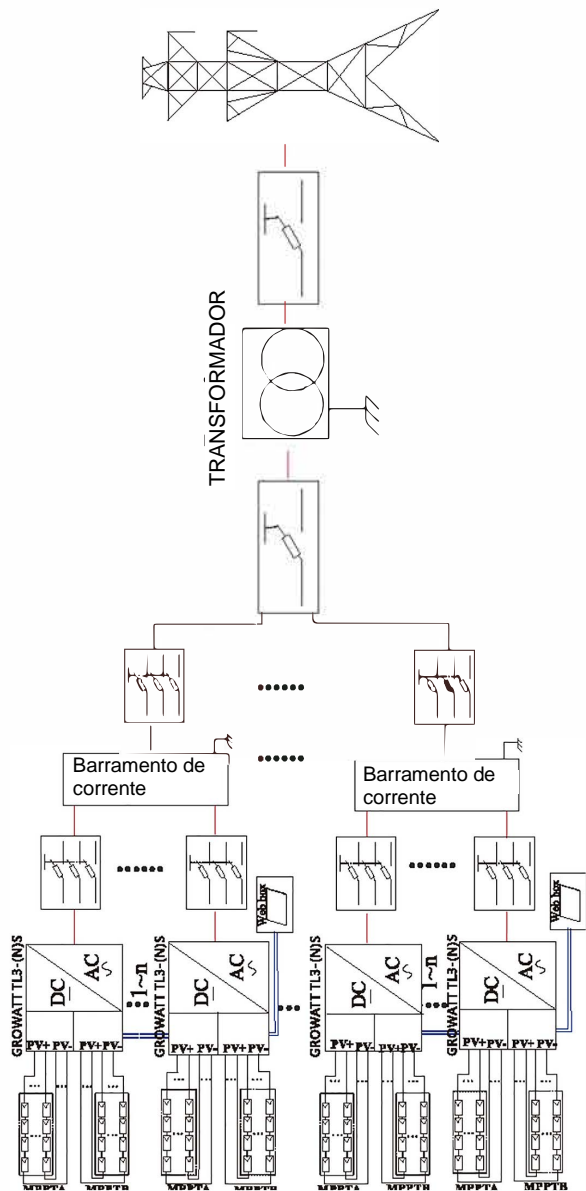 TRANSFORMADOR
Barramento de
corrente
Barramento de
corrente
Web box
Web box
GROWATT TL3-(N)S
DC
AC
1~n
GROWATT TL3-(N)S
DC
AC
GROWATT TL3-(N)S
DC
AC
1~n
GROWATT TL3-(N)S
DC
AC
PV+ PV- PV+ PV-
PV+ PV- PV+ PV-
PV+ PV- PV+ PV-
PV+ PV- PV+ PV-
MPPTA MPPTB
MPPTA MPPTB
MPPTA MPPTB
MPPTA MPPTB